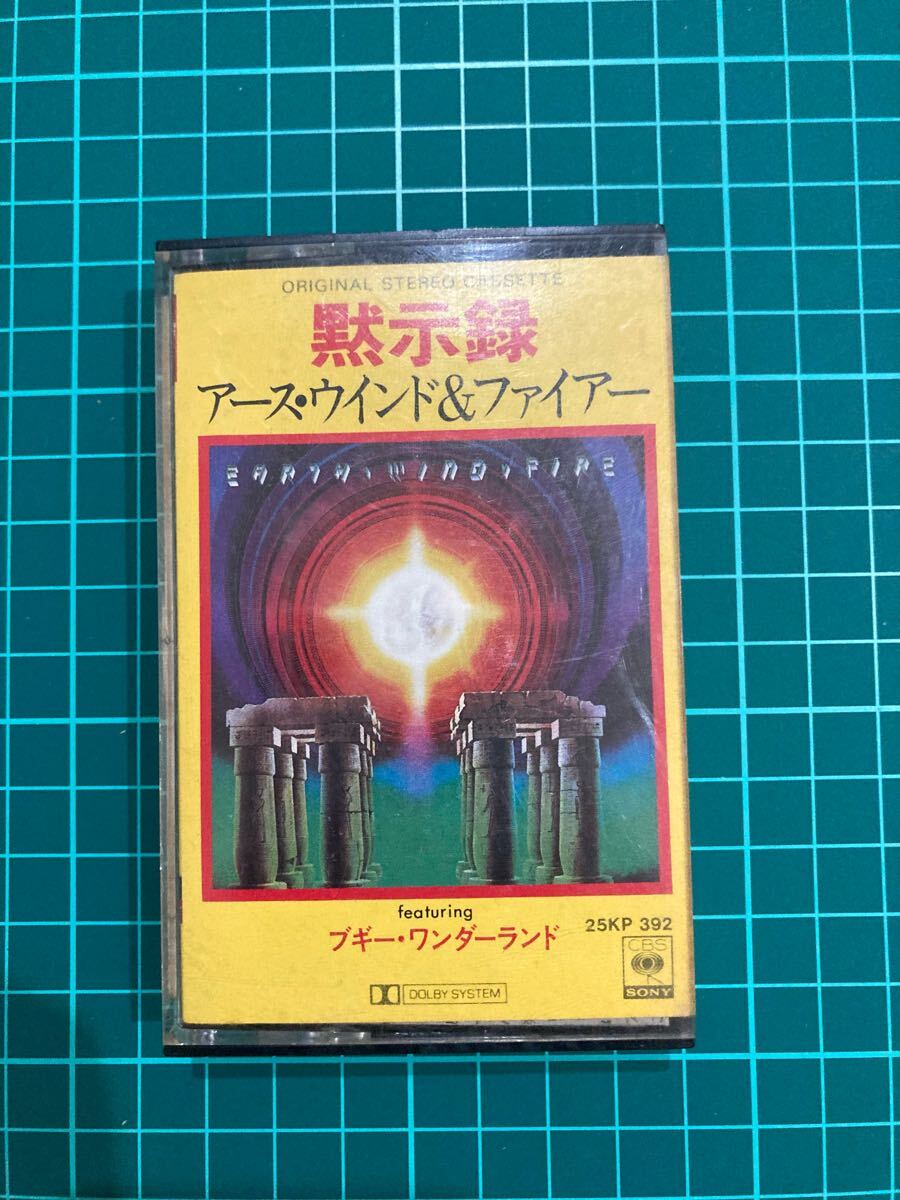 ORIGINAL STEREO CASSETTE
黙示録
アース・ウインド&ファイアー
EARTH・WIND・FIRE
featuring
ブギー・ワンダーランド
25KP 392
CBS
SONY
DOLBY SYSTEM